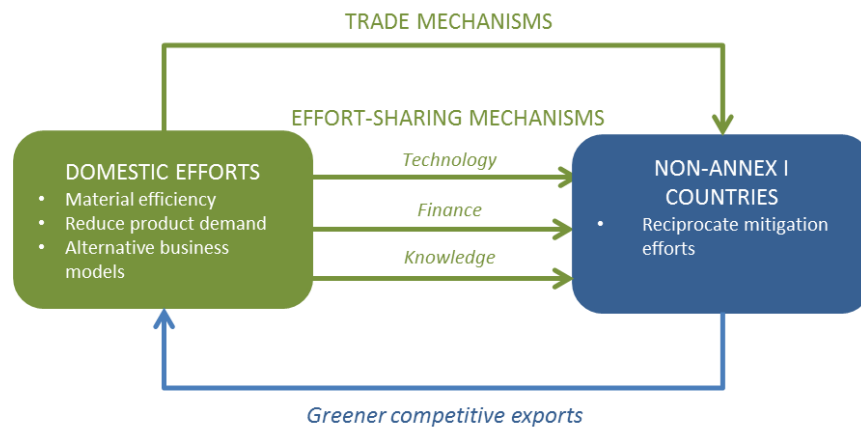 TRADE MECHANISMS
EFFORT-SHARING MECHANISMS
DOMESTIC EFFORTS
• Material efficiency
• Reduce product demand
• Alternative business
models
Technology
Finance
Knowledge
NON-ANNEX I
COUNTRIES
• Reciprocate mitigation
efforts
Greener competitive exports